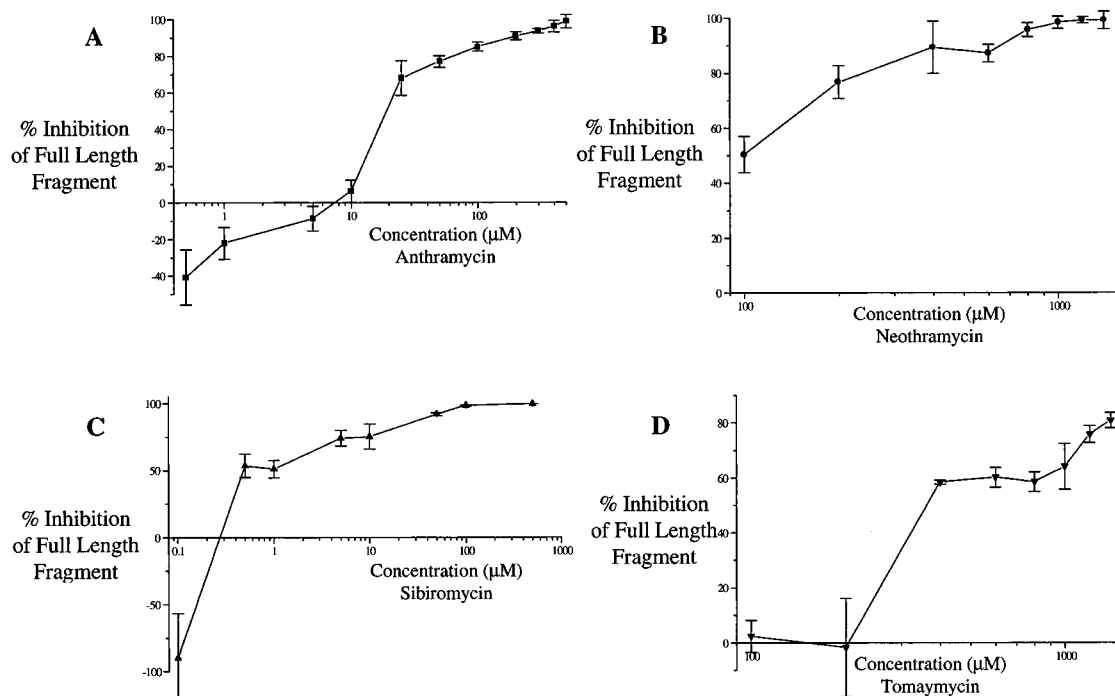 A
% Inhibition
of Full Length
Fragment
100
80
60
40
20
0
-20
-40
1
10
100
Concentration (μM)
Anthramycin
B
% Inhibition
of Full Length
Fragment
100
80
60
40
20
0
100
1000
Concentration (μM)
Neothramycin
C
% Inhibition
of Full Length
Fragment
100
50
0
-50
-100
0.1
1
10
100
1000
Concentration (μM)
Sibiromycin
D
% Inhibition
of Full Length
Fragment
80
60
40
20
0
100
1000
Concentration (μM)
Tomaymycin